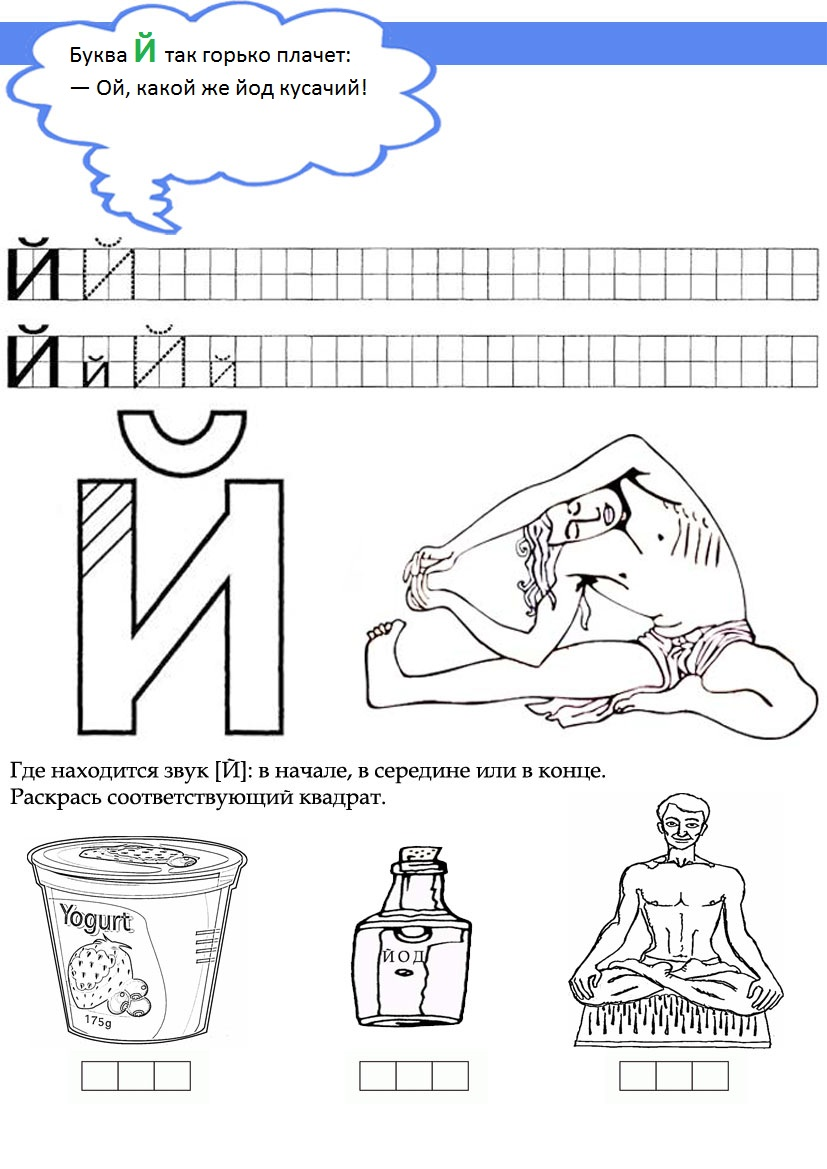 Буква Й так горько плачет:
— Ой, какой же йод кусачий!
Й Й
Й й Й й
Й
Где находится звук [Й]: в начале, в середине или в конце.
Раскрась соответствующий квадрат.
Yogurt
175g
ЙОД